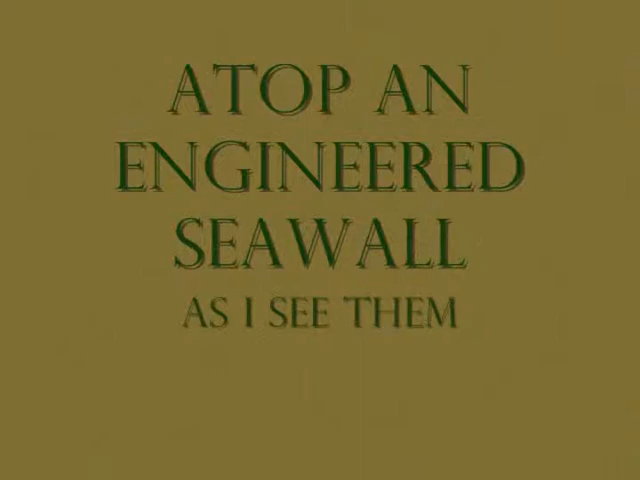 ATOP AN
ENGINEERED
SEAWALL
AS I SEE THEM